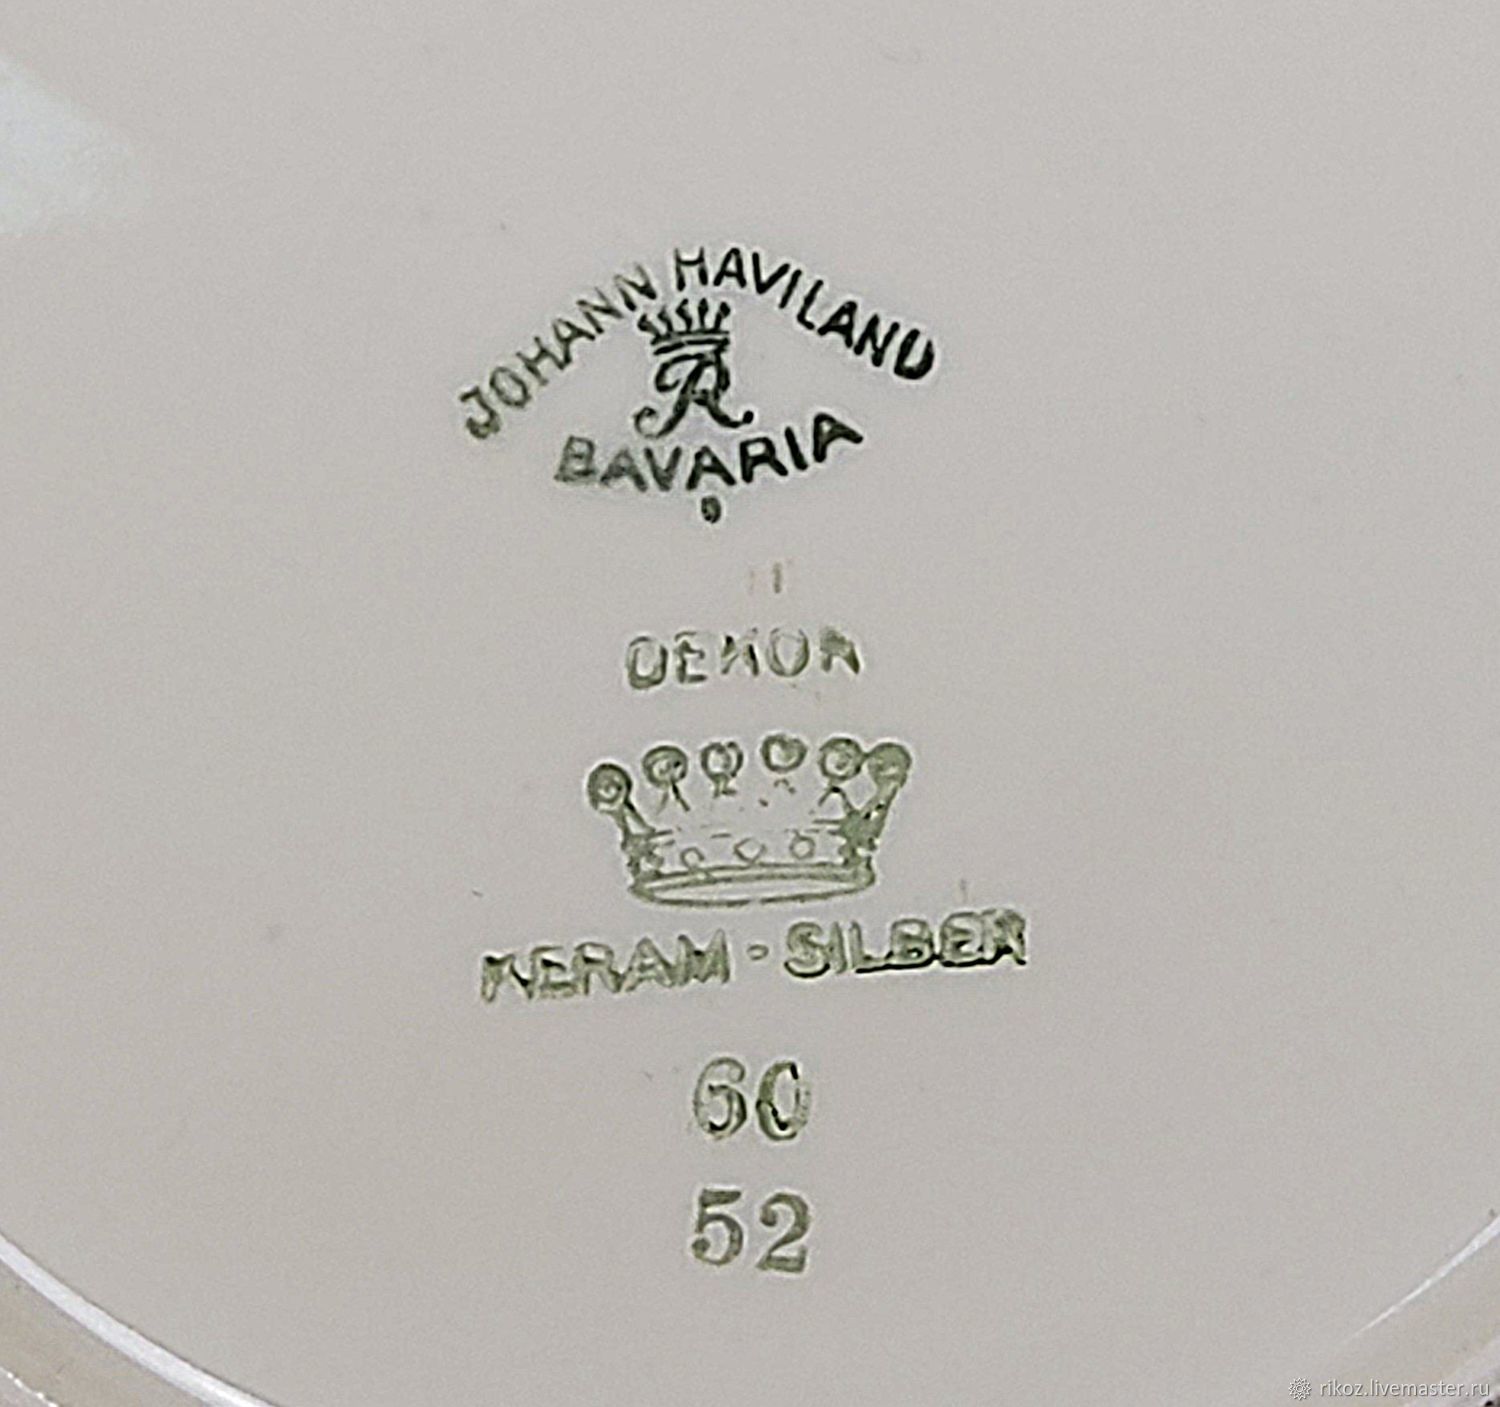 JOHANN HAVILAND
BAVARIA
DEKOR
KERAM - SILBER
60
52
rikoz.livemaster.ru